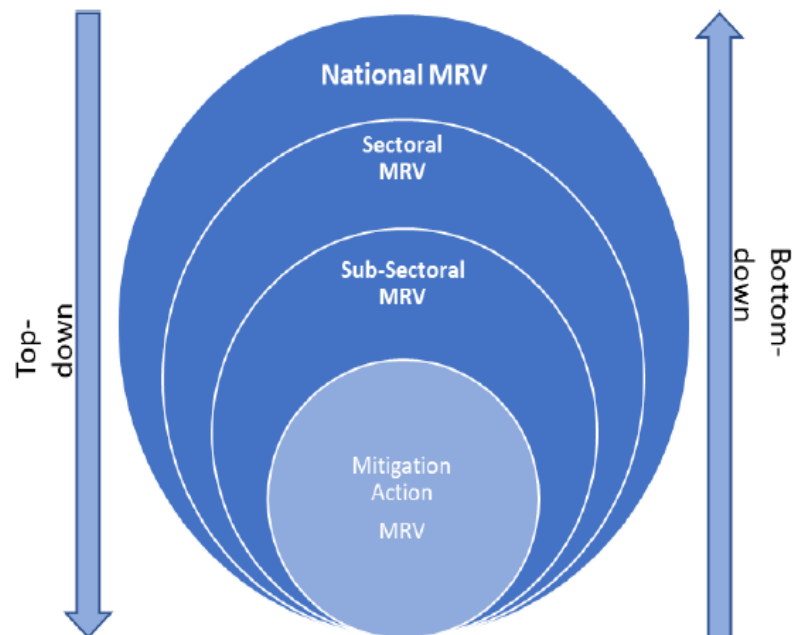 National MRV
Sectoral
MRV
Sub-Sectoral
MRV
Mitigation
Action
MRV
Top-
down
Bottom-
down